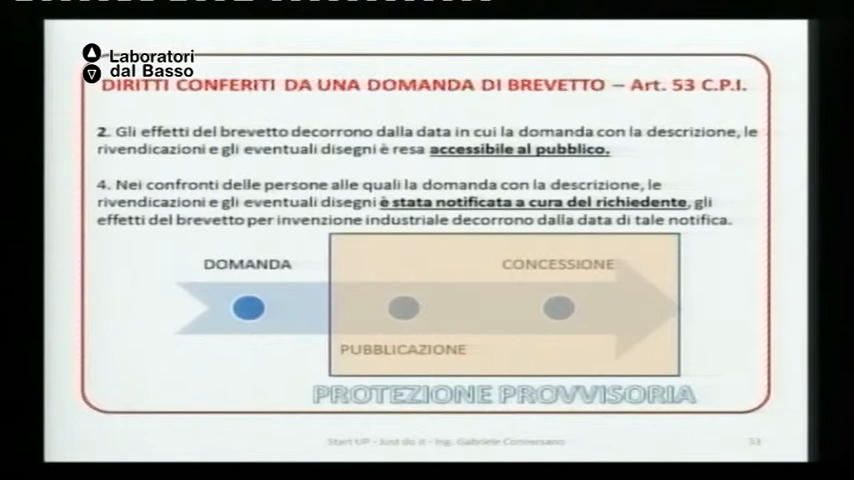 Laboratori
dal Basso
DIRITTI CONFERITI DA UNA DOMANDA DI BREVETTO – Art. 53 C.P.I.
2. Gli effetti del brevetto decorrono dalla data in cui la domanda con la descrizione, le
rivendicazioni e gli eventuali disegni è resa accessibile al pubblico.
4. Nei confronti delle persone alle quali la domanda con la descrizione, le
rivendicazioni e gli eventuali disegni è stata notificata a cura del richiedente, gli
effetti del brevetto per invenzione industriale decorrono dalla data di tale notifica.
DOMANDA
CONCESSIONE
PUBBLICAZIONE
PROTEZIONE PROVVISORIA
Start UP - Just do it - Ing. Gabriele Conversano
33